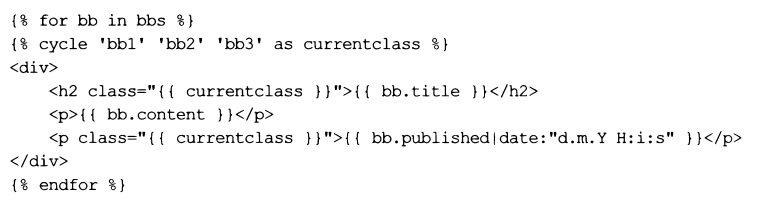 {% for bb in bbs %}
{% cycle 'bb1' 'bb2' 'bb3' as currentclass %}
<div>
    <h2 class="{{ currentclass }}">{{ bb.title }}</h2>
    <p>{{ bb.content }}</p>
    <p class="{{ currentclass }}">{{ bb.published|date:"d.m.Y H:i:s" }}</p>
</div>
{% endfor %}